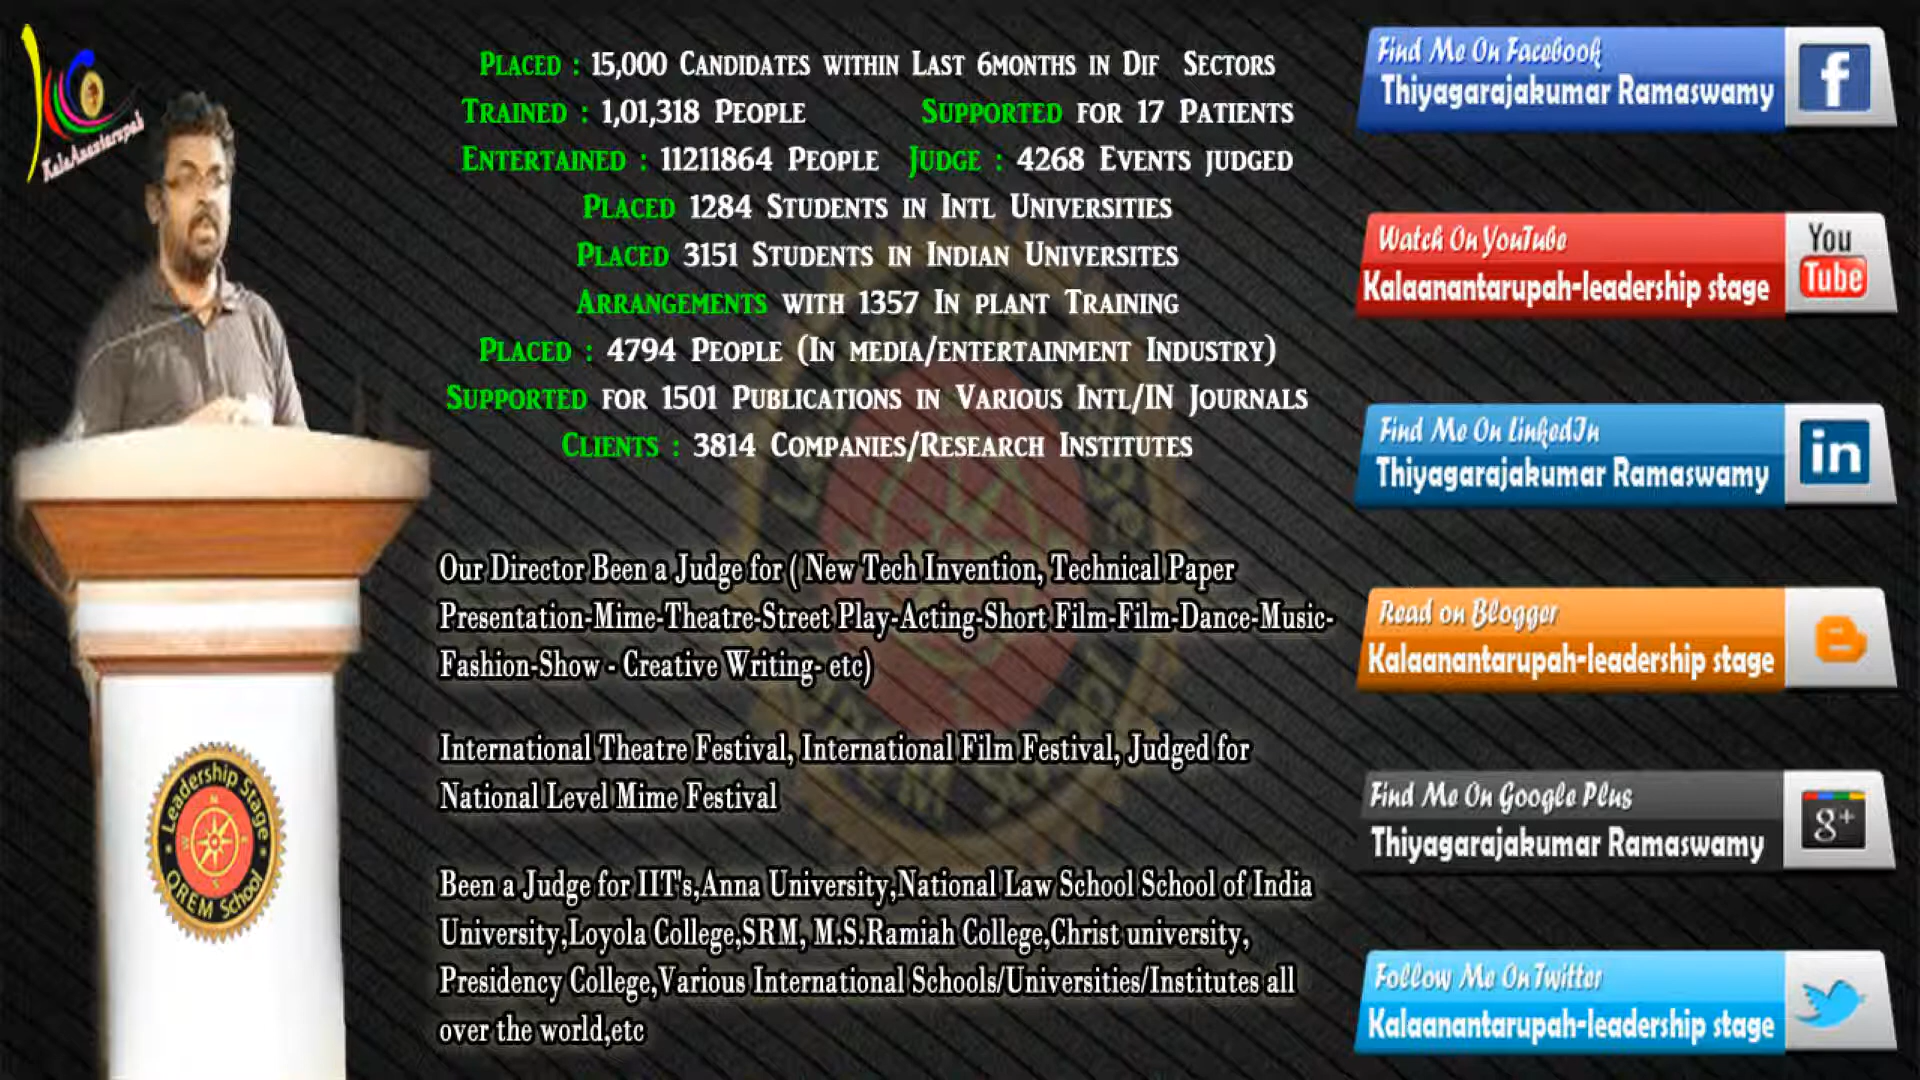 KalaAnantarupah
Placed : 15,000 Candidates within Last 6months in Dif Sectors
Trained : 1,01,318 People Supported for 17 Patients
Entertained : 11211864 People Judge : 4268 Events judged
Placed 1284 Students in Intl Universities
Placed 3151 Students in Indian Universites
Arrangements with 1357 In plant Training
Placed : 4794 People (In media/entertainment Industry)
Supported for 1501 Publications in Various Intl/IN Journals
Clients : 3814 Companies/Research Institutes
Our Director Been a Judge for ( New Tech Invention, Technical Paper
Presentation-Mime-Theatre-Street Play-Acting-Short Film-Film-Dance-Music-
Fashion-Show - Creative Writing- etc)
International Theatre Festival, International Film Festival, Judged for
National Level Mime Festival
Been a Judge for IIT's,Anna University,National Law School School of India
University,Loyola College,SRM, M.S.Ramiah College,Christ university,
Presidency College,Various International Schools/Universities/Institutes all
over the world,etc
Leadership Stage
N
W E
S
OREM School
Find Me On Facebook
Thiyagarajakumar Ramaswamy
f
Watch On YouTube
Kalaanantarupah-leadership stage
You
Tube
Find Me On LinkedIn
Thiyagarajakumar Ramaswamy
in
Read on Blogger
Kalaanantarupah-leadership stage
Find Me On Google Plus
Thiyagarajakumar Ramaswamy
g+
Follow Me On Twitter
Kalaanantarupah-leadership stage